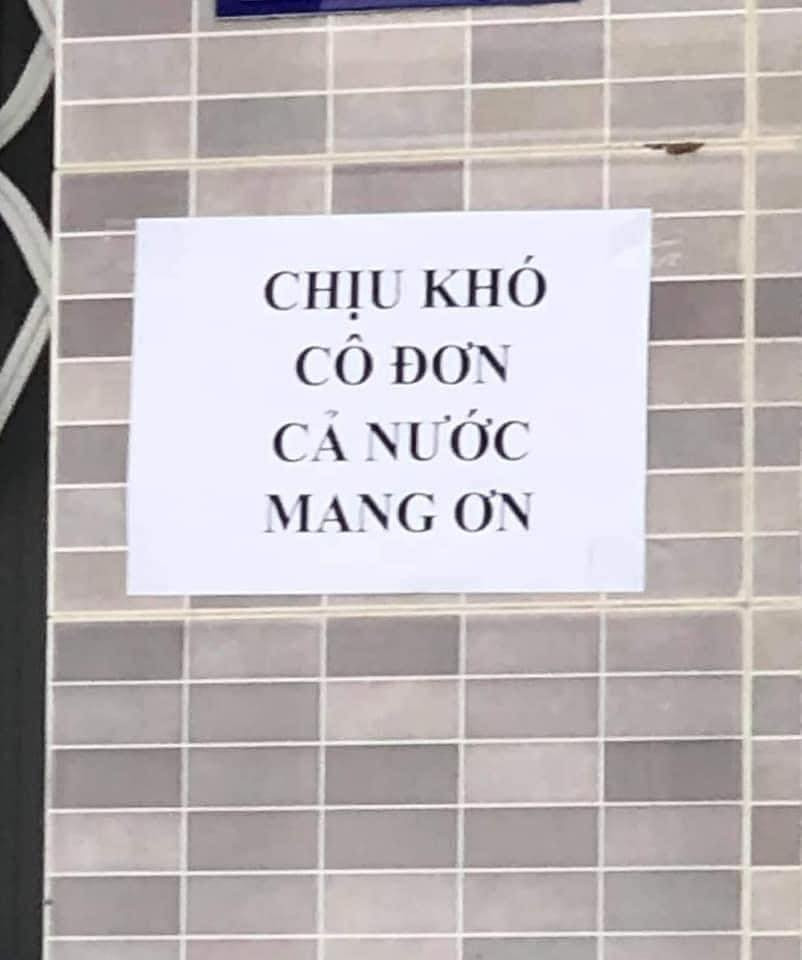 CHỊU KHÓ
CÔ ĐƠN
CẢ NƯỚC
MANG ƠN